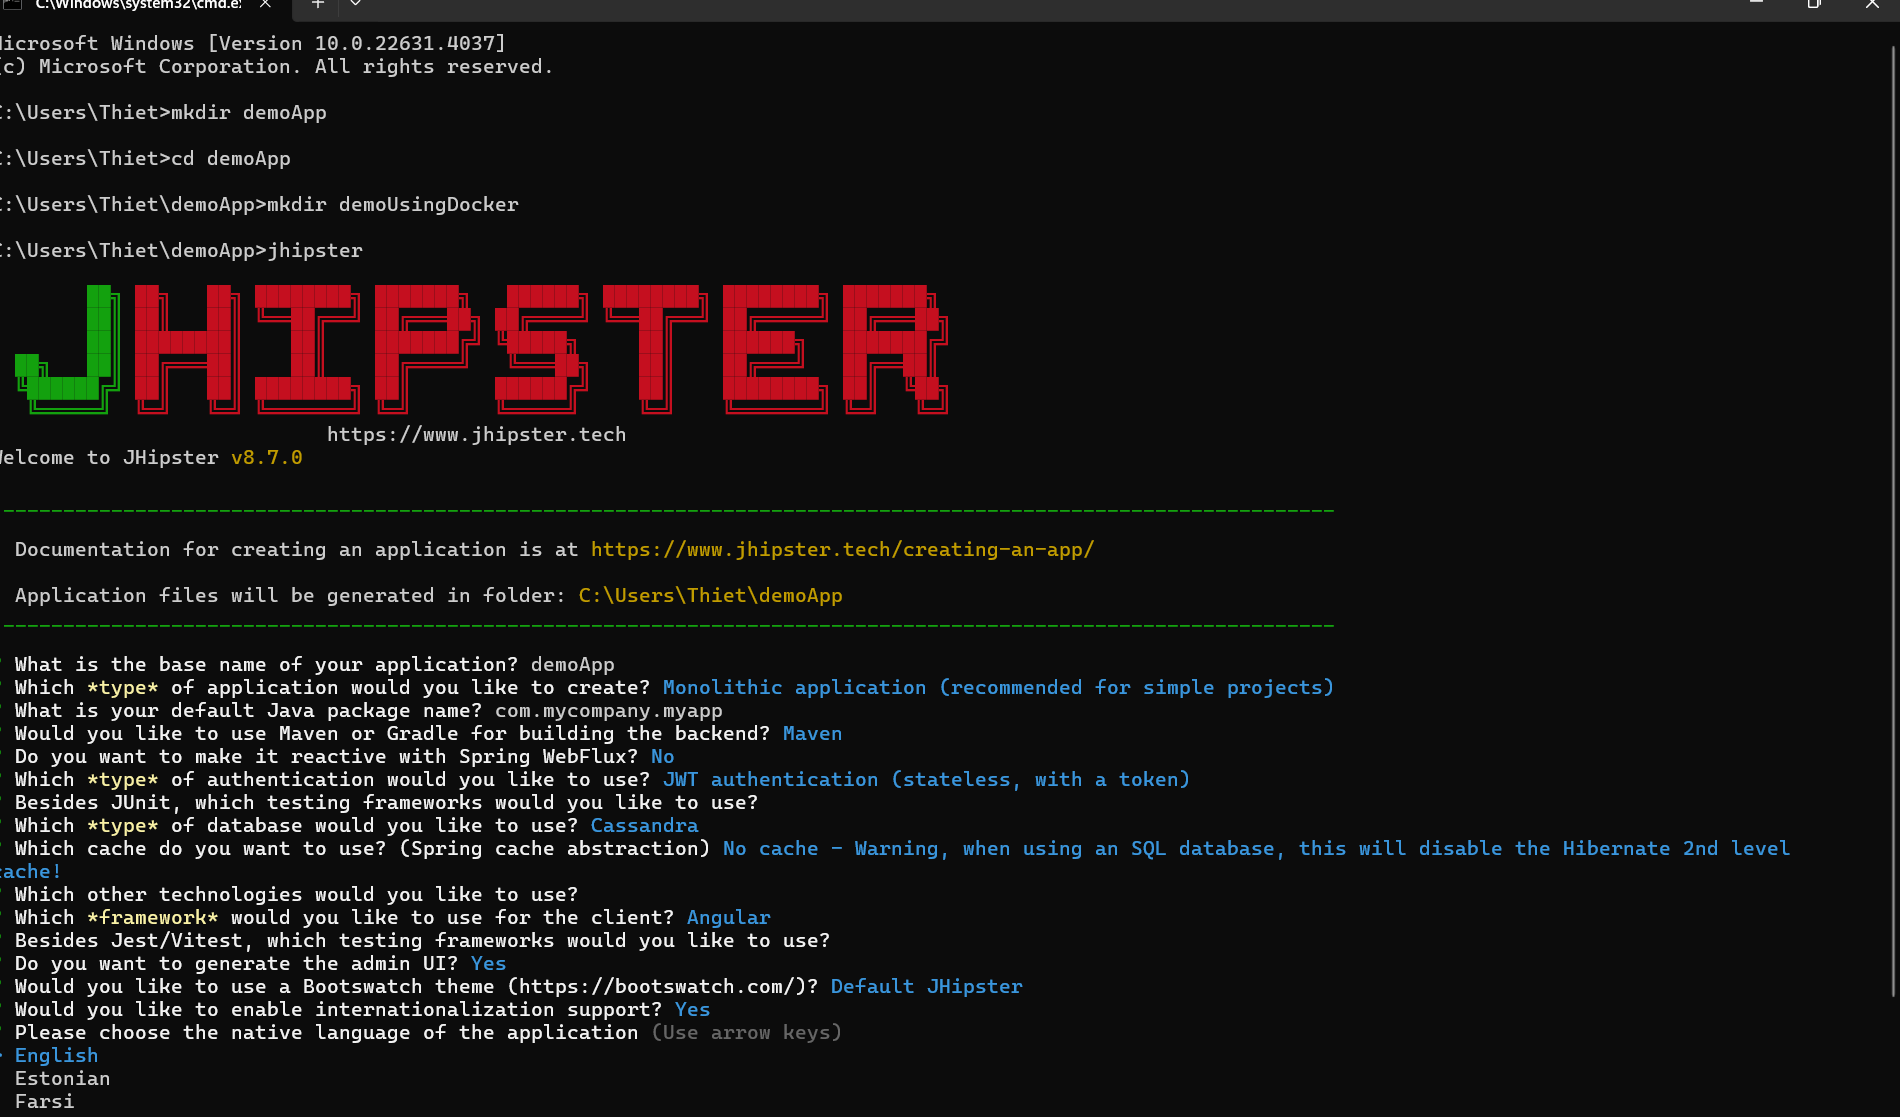 C:\Windows\system32\cmd.e
icrosoft Windows [Version 10.0.22631.4037]
c) Microsoft Corporation. All rights reserved.
:\Users\Thiet>mkdir demoApp
:\Users\Thiet>cd demoApp
:\Users\Thiet\demoApp>mkdir demoUsingDocker
:\Users\Thiet\demoApp>jhipster
JHIPSTER
https://www.jhipster.tech
elcome to JHipster v8.7.0
Documentation for creating an application is at https://www.jhipster.tech/creating-an-app/
Application files will be generated in folder: C:\Users\Thiet\demoApp
What is the base name of your application? demoApp
Which *type* of application would you like to create? Monolithic application (recommended for simple projects)
What is your default Java package name? com.mycompany.myapp
Would you like to use Maven or Gradle for building the backend? Maven
Do you want to make it reactive with Spring WebFlux? No
Which *type* of authentication would you like to use? JWT authentication (stateless, with a token)
Besides JUnit, which testing frameworks would you like to use?
Which *type* of database would you like to use? Cassandra
Which cache do you want to use? (Spring cache abstraction) No cache - Warning, when using an SQL database, this will disable the Hibernate 2nd level
cache!
Which other technologies would you like to use?
Which *framework* would you like to use for the client? Angular
Besides Jest/Vitest, which testing frameworks would you like to use?
Do you want to generate the admin UI? Yes
Would you like to use a Bootswatch theme (https://bootswatch.com/)? Default JHipster
Would you like to enable internationalization support? Yes
Please choose the native language of the application (Use arrow keys)
English
Estonian
Farsi